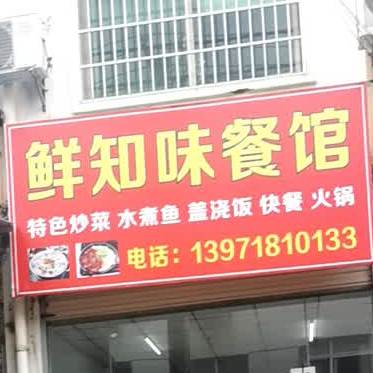 鲜知味餐馆
特色炒菜 水煮鱼 盖浇饭 快餐 火锅
电话：13971810133